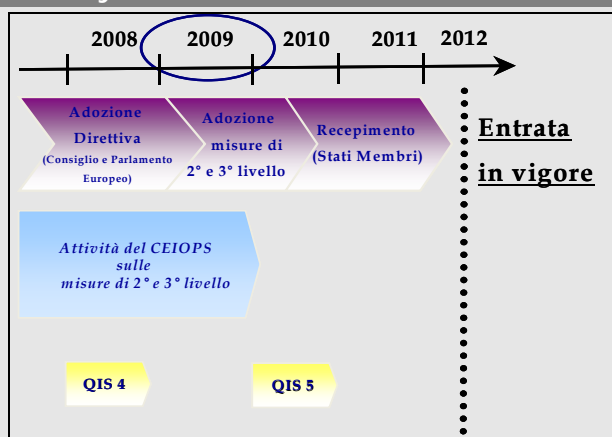 2008 2009 2010 2011 2012
Adozione
Direttiva
(Consiglio e Parlamento
Europeo)
Adozione
misure di
2° e 3° livello
Recepimento
(Stati Membri)
Entrata
in vigore
Attività del CEIOPS
sulle
misure di 2° e 3° livello
QIS 4
QIS 5